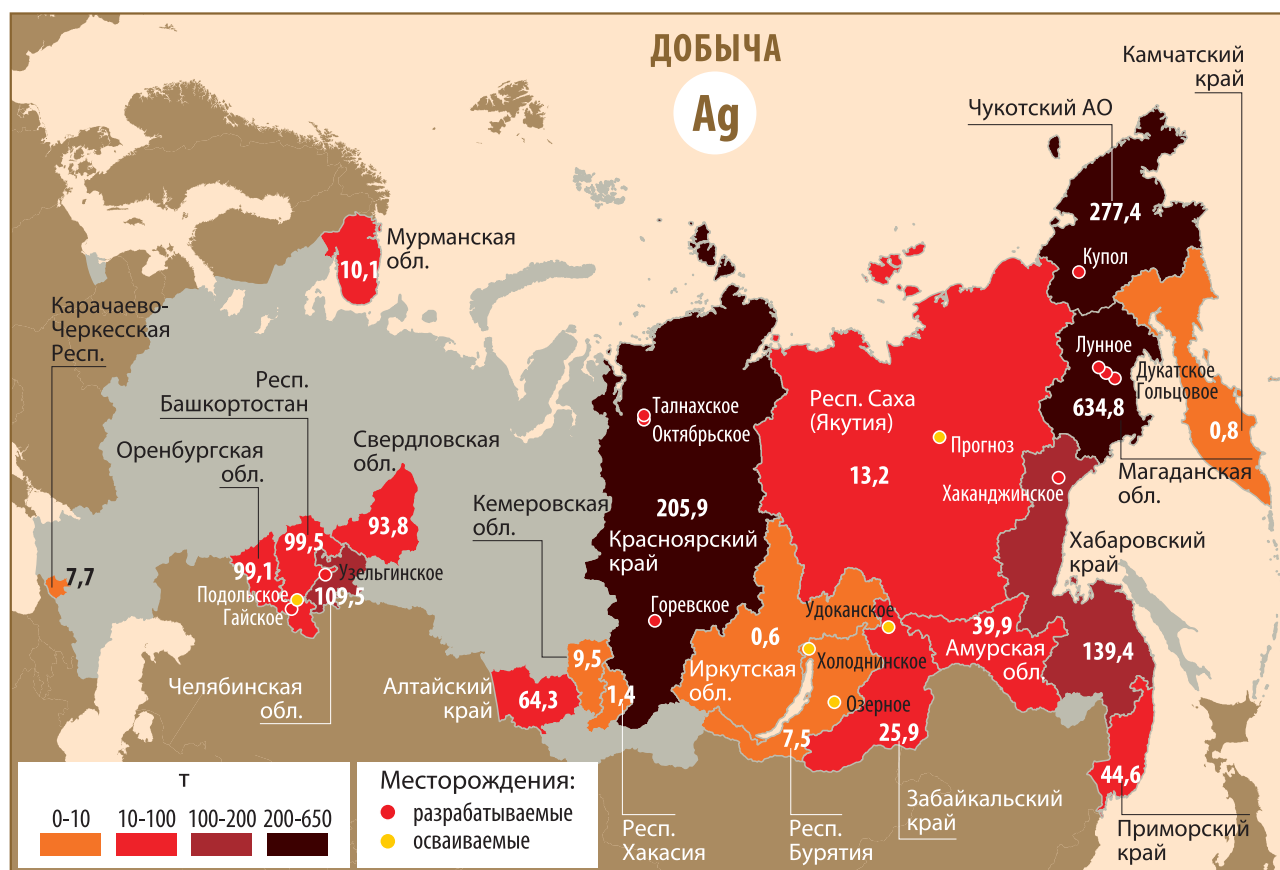 ДОБЫЧА
Ag
Камчатский
край
Чукотский АО
277,4
Купол
Мурманская
обл.
10,1
Карачаево-
Черкесская
Респ.
Респ.
Башкортостан
Оренбургская
обл.
Свердловская
обл.
Кемеровская
обл.
93,8
99,5
99,1
7,7
Узельгинское
109,5
Подольское
Гайское
Челябинская
обл.
Алтайский
край
64,3
9,5
1,4
Талнахское
Октябрьское
205,9
Красноярский
край
Горевское
Респ. Саха
(Якутия)
13,2
Прогноз
Лунное
Дукатское
Гольцовое
634,8
0,8
Магаданская
обл.
Хаканджинское
Хабаровский
край
139,4
Удоканское
0,6
Иркутская
обл.
Холоднинское
Озерное
7,5
25,9
39,9
Амурская
обл.
44,6
Забайкальский
край
Приморский
край
Респ.
Хакасия
Респ.
Бурятия
т
0-10
10-100
100-200
200-650
Месторождения:
разрабатываемые
осваиваемые